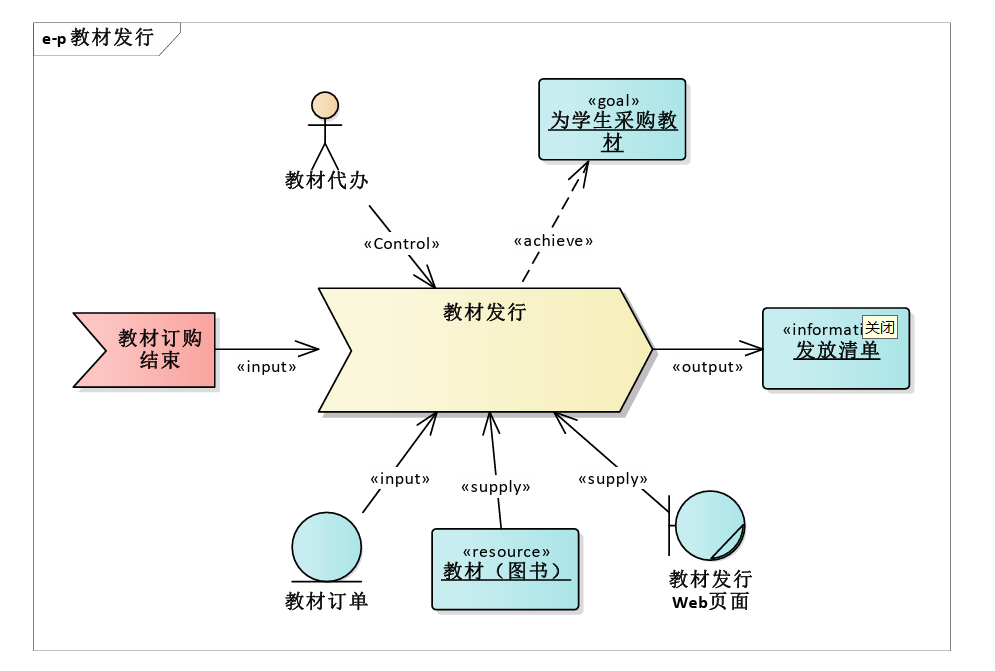 e-p 教材发行
«goal»
为学生采购教
材
教材代办
«Control»
«achieve»
教材发行
教材订购
结束
«input»
«output»
«informati
关闭
发放清单
«input»
«supply»
«supply»
«resource»
教材（图书）
教材订单
教材发行
Web页面